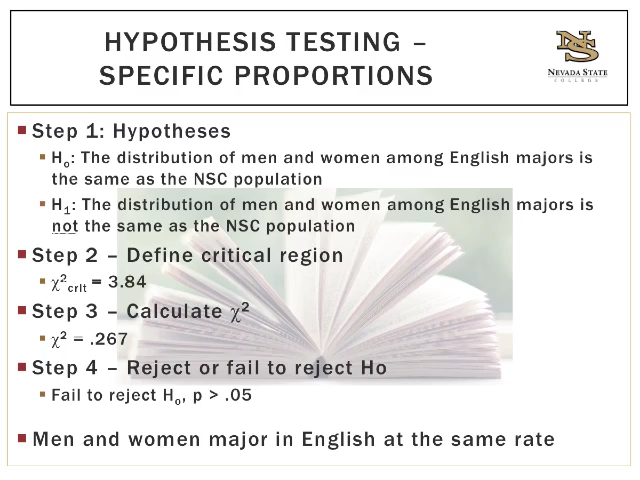 HYPOTHESIS TESTING –
SPECIFIC PROPORTIONS
NS
NEVADA STATE
COLLEGE
Step 1: Hypotheses
Hₒ: The distribution of men and women among English majors is
the same as the NSC population
H₁: The distribution of men and women among English majors is
not the same as the NSC population
Step 2 – Define critical region
χ²crit = 3.84
Step 3 – Calculate χ²
χ² = .267
Step 4 – Reject or fail to reject Ho
Fail to reject Hₒ, p > .05
Men and women major in English at the same rate